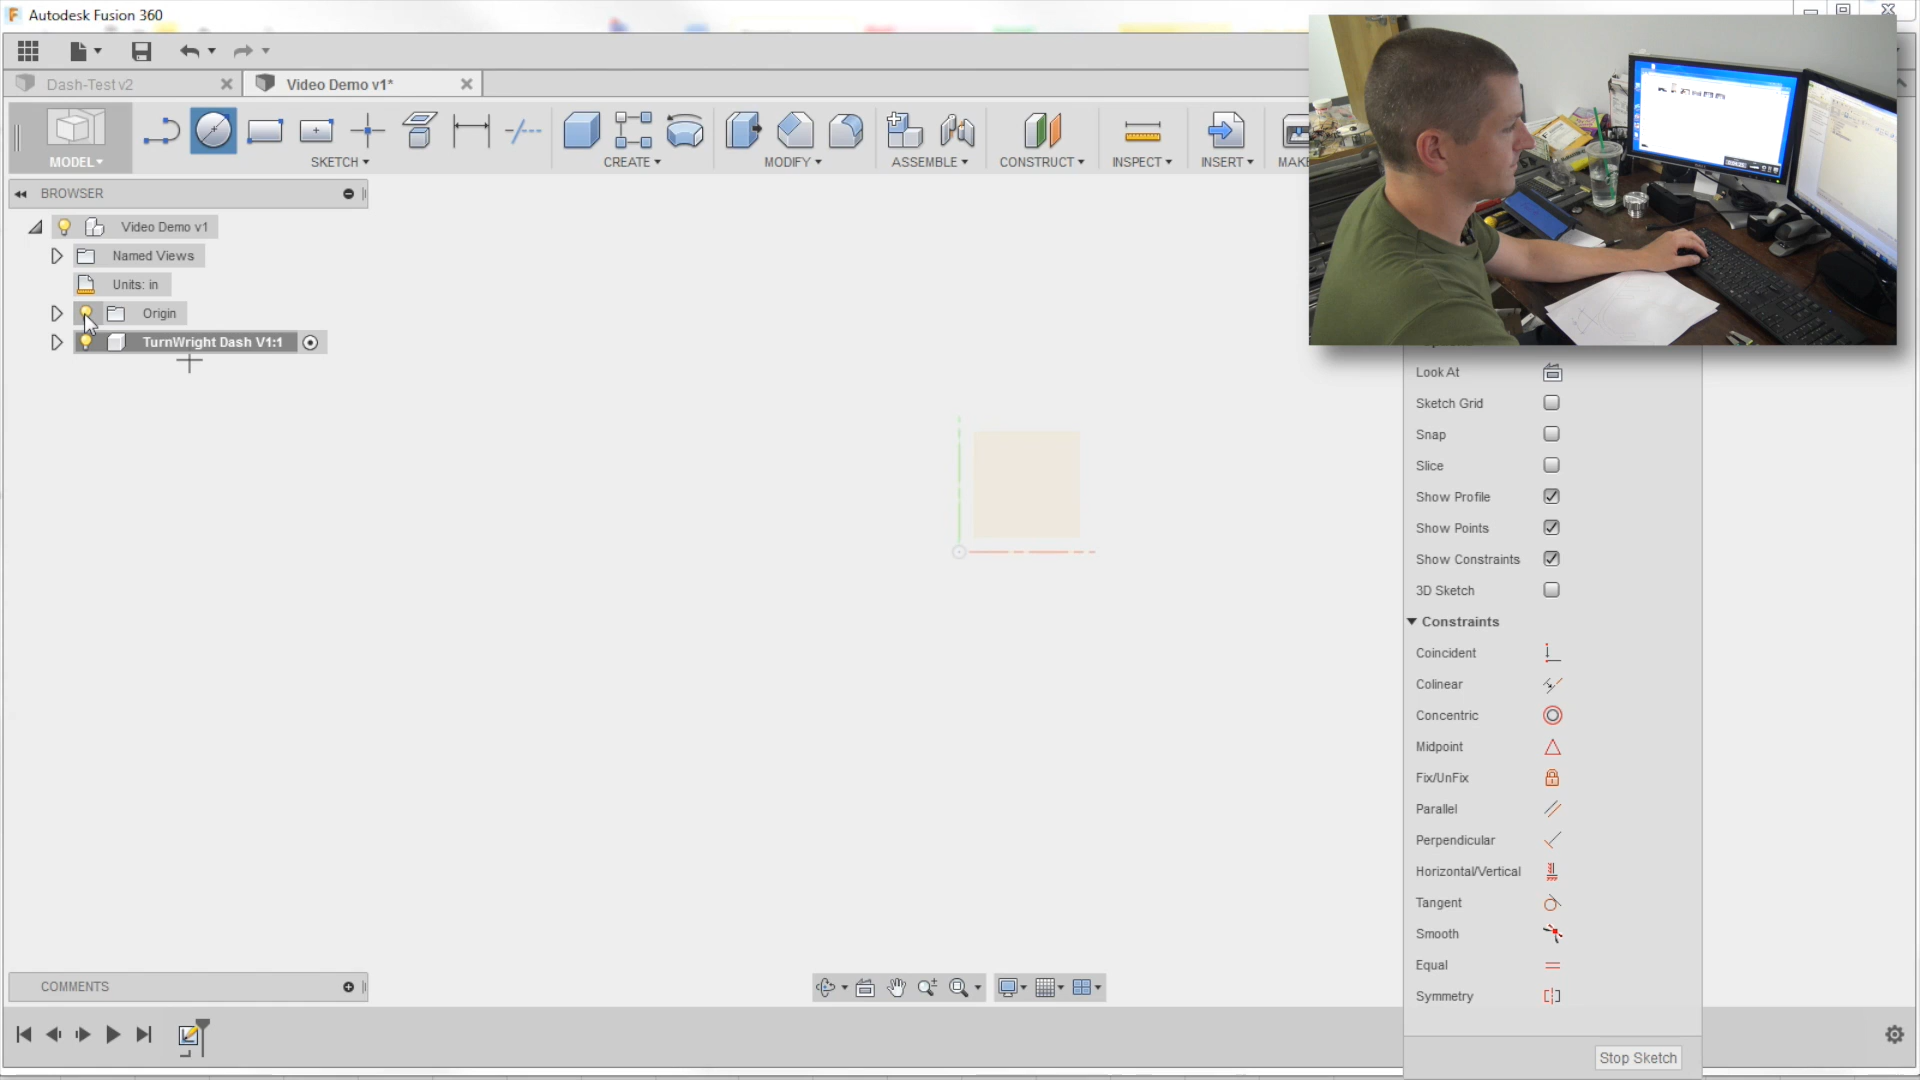 Autodesk Fusion 360
Dash-Test v2
Video Demo v1*
MODEL
SKETCH
CREATE
MODIFY
ASSEMBLE
CONSTRUCT
INSPECT
INSERT
BROWSER
Video Demo v1
Named Views
Units: in
Origin
TurnWright Dash V1:1
Look At
Sketch Grid
Snap
Slice
Show Profile
Show Points
Show Constraints
3D Sketch
Constraints
Coincident
Colinear
Concentric
Midpoint
Fix/UnFix
Parallel
Perpendicular
Horizontal/Vertical
Tangent
Smooth
Equal
Symmetry
COMMENTS
Stop Sketch